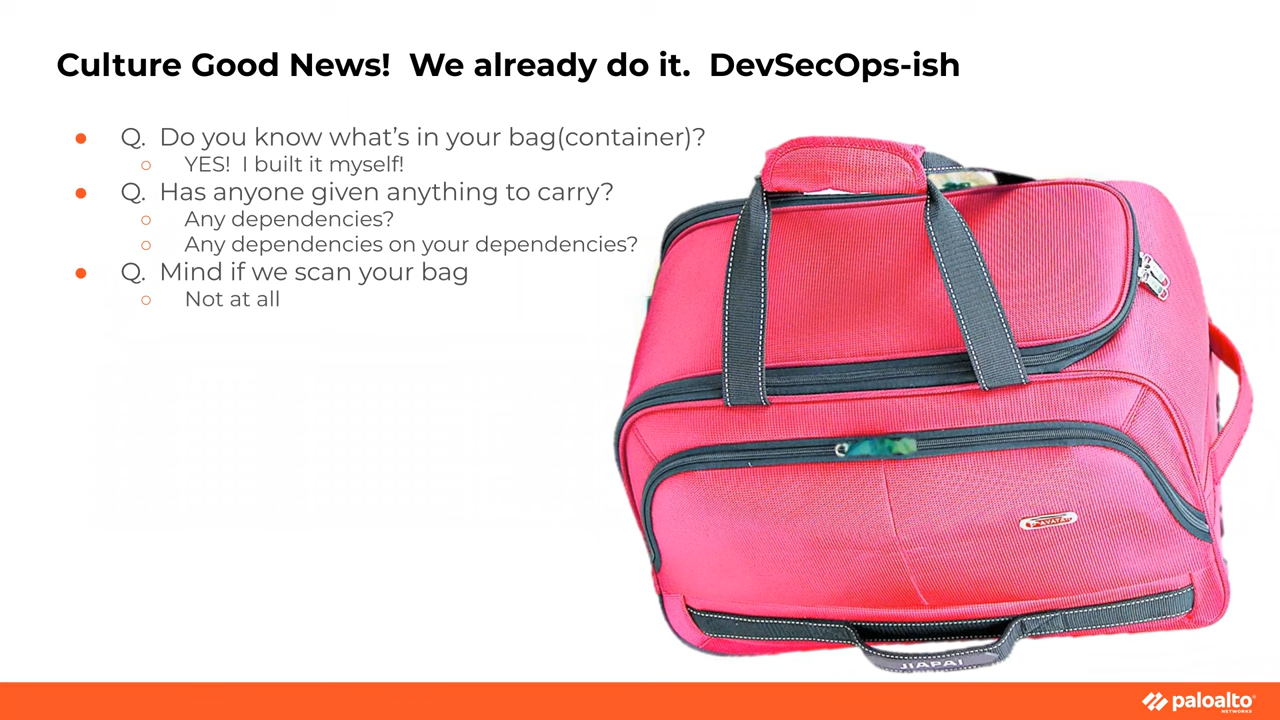 Culture Good News!  We already do it.  DevSecOps-ish
Q.  Do you know what's in your bag(container)?
YES!  I built it myself!
Q.  Has anyone given anything to carry?
Any dependencies?
Any dependencies on your dependencies?
Q.  Mind if we scan your bag
Not at all
JIAPAI
paloalto
NETWORKS